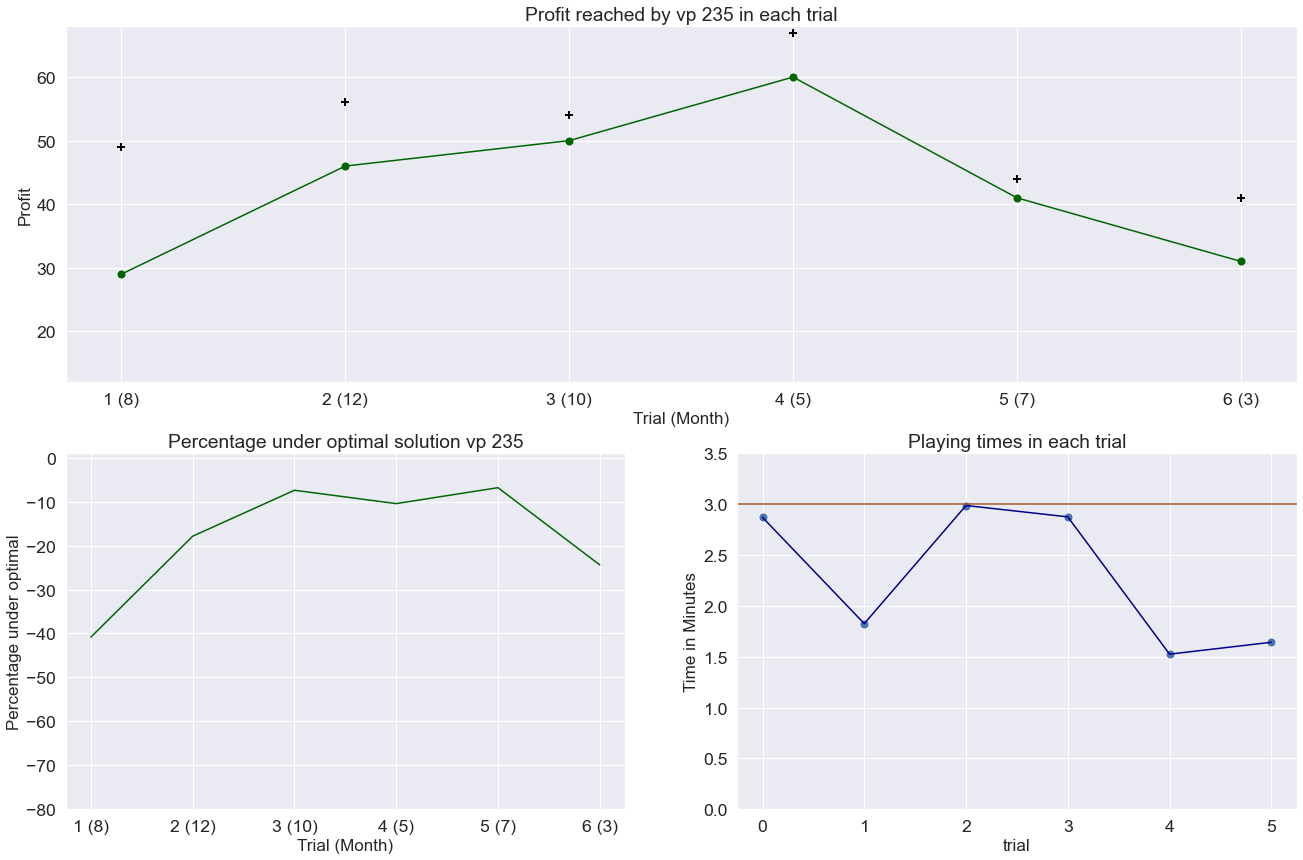 Profit reached by vp 235 in each trial
Profit
60
50
40
30
20
1 (8) 2 (12) 3 (10) 4 (5) 5 (7) 6 (3)
Trial (Month)
Percentage under optimal solution vp 235
Percentage under optimal
0
−10
−20
−30
−40
−50
−60
−70
−80
1 (8) 2 (12) 3 (10) 4 (5) 5 (7) 6 (3)
Trial (Month)
Playing times in each trial
Time in Minutes
3.5
3.0
2.5
2.0
1.5
1.0
0.5
0.0
0 1 2 3 4 5
trial